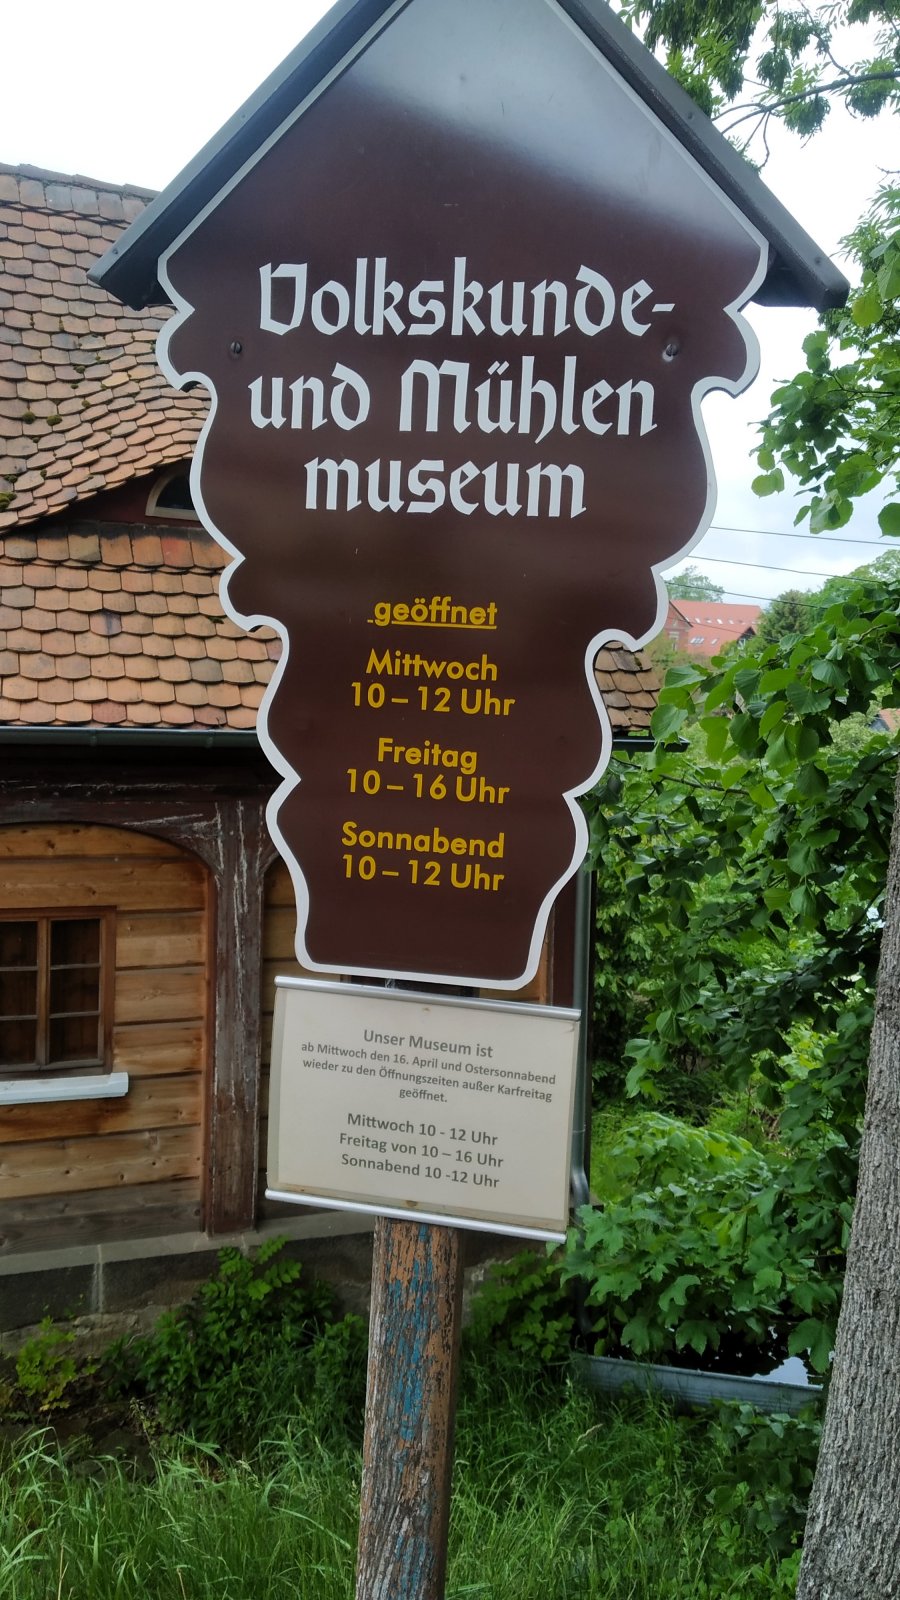 Volkskunde-
und Mühlen
museum
geöffnet
Mittwoch
10 – 12 Uhr
Freitag
10 – 16 Uhr
Sonnabend
10 – 12 Uhr
Unser Museum ist
ab Mittwoch den 16. April und Ostersonnabend
wieder zu den Öffnungszeiten außer Karfreitag
geöffnet.
Mittwoch 10 - 12 Uhr
Freitag von 10 – 16 Uhr
Sonnabend 10 -12 Uhr